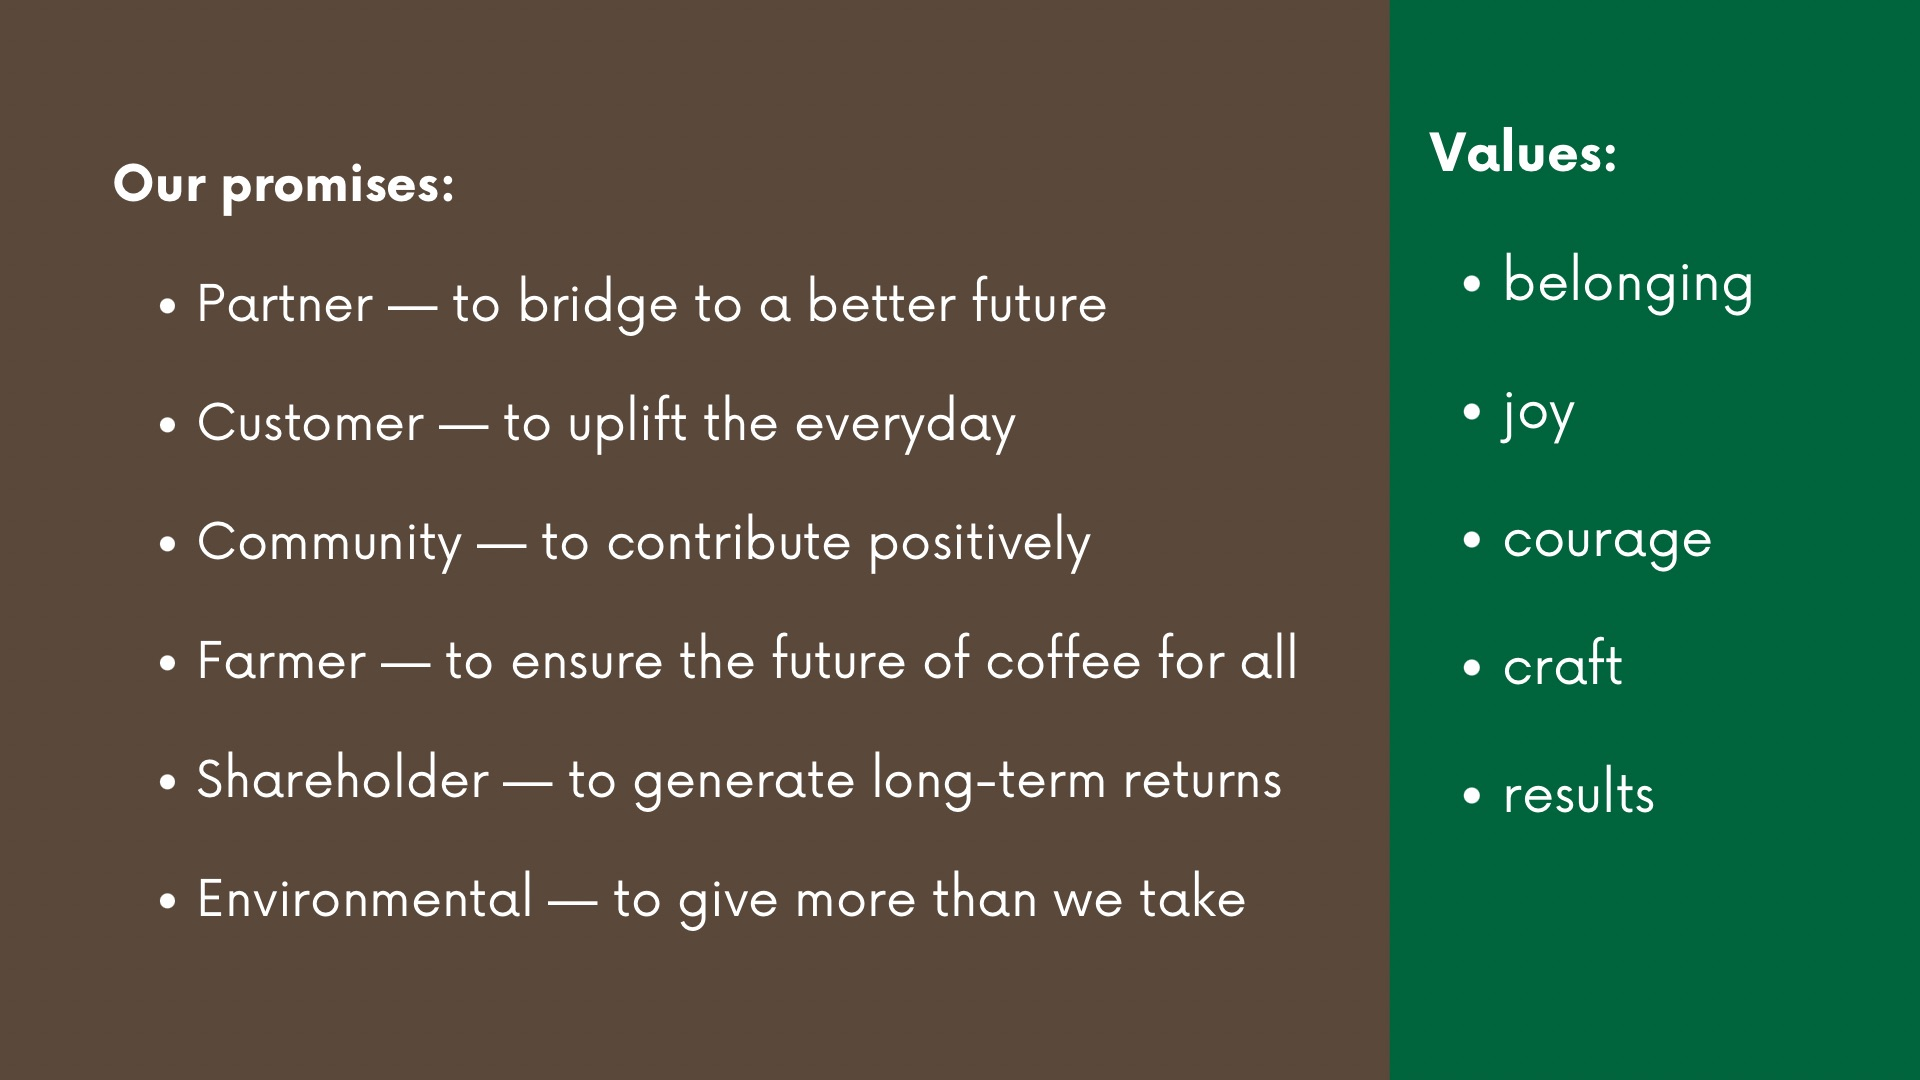 Our promises:
• Partner — to bridge to a better future
• Customer — to uplift the everyday
• Community — to contribute positively
• Farmer — to ensure the future of coffee for all
• Shareholder — to generate long-term returns
• Environmental — to give more than we take
Values:
• belonging
• joy
• courage
• craft
• results